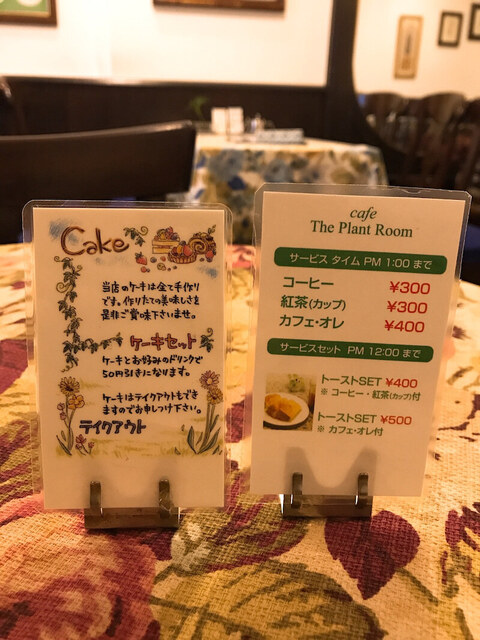 Cake
当店のケーキは全て手作り
です。作りたての美味しさを
是非ご賞味下さいませ。
ケーキセット
ケーキとお好みのドリンクで
50円引きになります。
ケーキはテイクアウトもでき
ますのでお申しつけ下さい。
テイクアウト
cafe
The Plant Room
サービス タイム PM 1:00 まで
コーヒー ¥300
紅茶(カップ) ¥300
カフェ・オレ ¥400
サービスセット PM 12:00 まで
トーストSET ¥400
※ コーヒー・紅茶(カップ)付
トーストSET ¥500
※ カフェ・オレ付